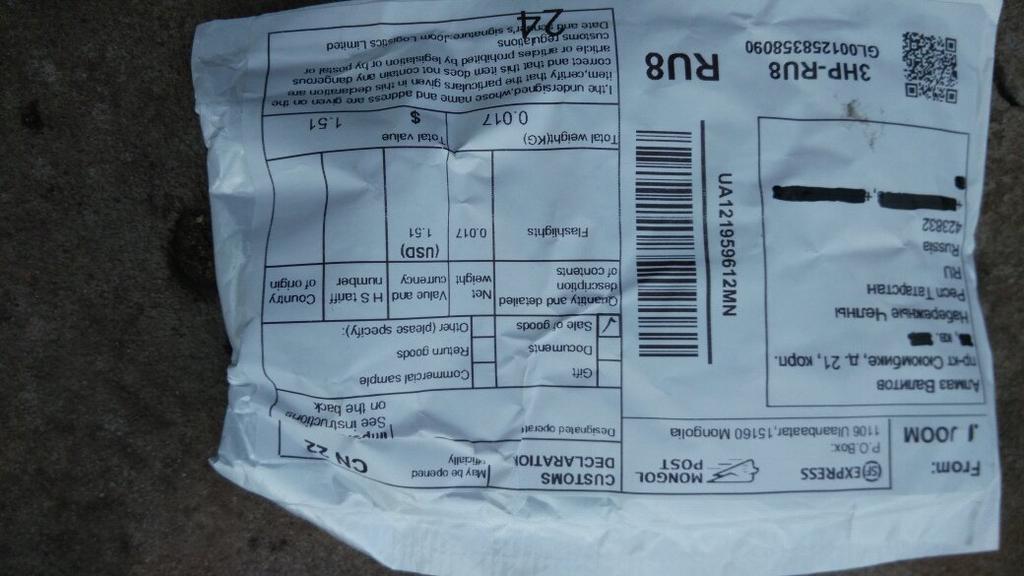 From:
J JOOM
SF EXPRESS
P.O.Box:
1106 Ulaanbaatar,15160 Mongolia
MONGOL
POST
Алмаз Валитов
пр-кт Сююмбике, д. 21, корп.
кв.
Набережные Челны
Респ Татарстан
RU
Russia
423832
3HP-RU8
GL001258358090
RU8
UA121959612MN
CUSTOMS
DECLARATIO
May be opened
officially
CN 22
Designated operat
See instructions
on the back
Gift
Commercial sample
Documents
Return goods
✓ Sale of goods
Other (please specify):
Quantity and detailed
description
of contents
Net
weight
Value and
currency
H S tariff
number
Country
of origin
Flashlights
0.017
1.51
(USD)
Total weight(KG)
0.017
Total value
$ 1.51
I,the undersigned,whose name and address are given on the
item,certify that the particulars given in this declaration are
correct and that this item does not contain any dangerous
article or articles prohibited by legislation or by postal or
customs regulations
Date and sender's signature:Joom Logistics Limited
24